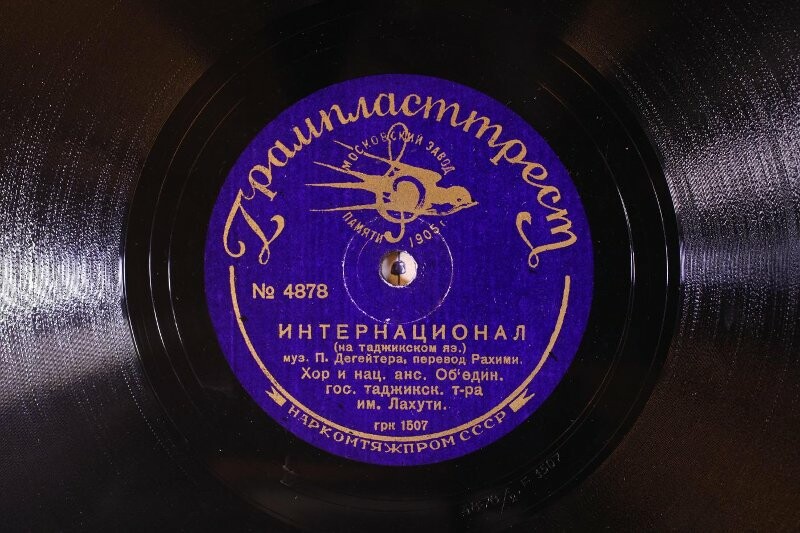 Грампласттрест
МОСКОВСКИЙ ЗАВОД
ПАМЯТИ 1905 г.
№ 4878
ИНТЕРНАЦИОНАЛ
(на таджикском яз.)
муз. П. Дегейтера, перевод Рахими.
Хор и нац. анс. Об'един.
гос. таджикск. т-ра
им. Лахути.
грк 1507
НАРКОМТЯЖПРОМ СССР